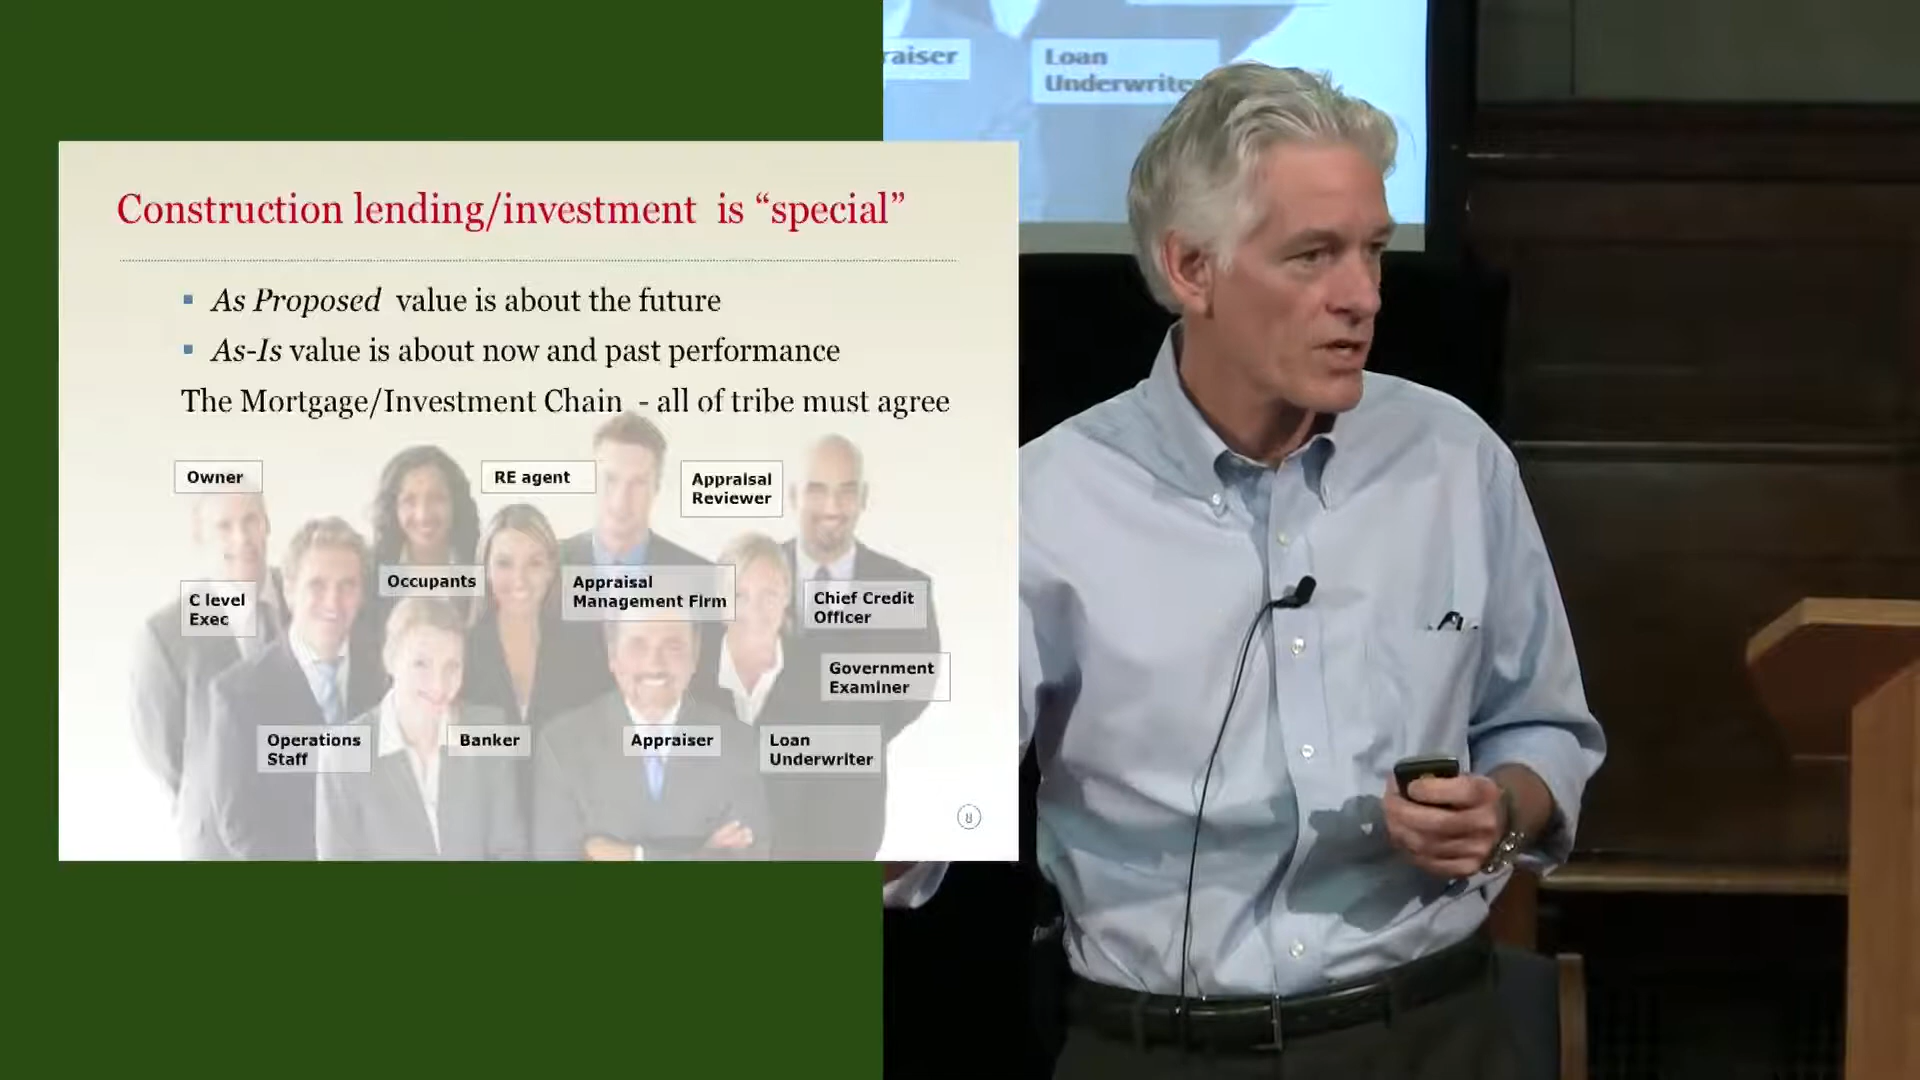 raiser
Loan
Underwrite
Construction lending/investment is “special”
As Proposed value is about the future
As-Is value is about now and past performance
The Mortgage/Investment Chain - all of tribe must agree
Owner
RE agent
Appraisal
Reviewer
C level
Exec
Occupants
Appraisal
Management Firm
Chief Credit
Officer
Government
Examiner
Operations
Staff
Banker
Appraiser
Loan
Underwriter
8